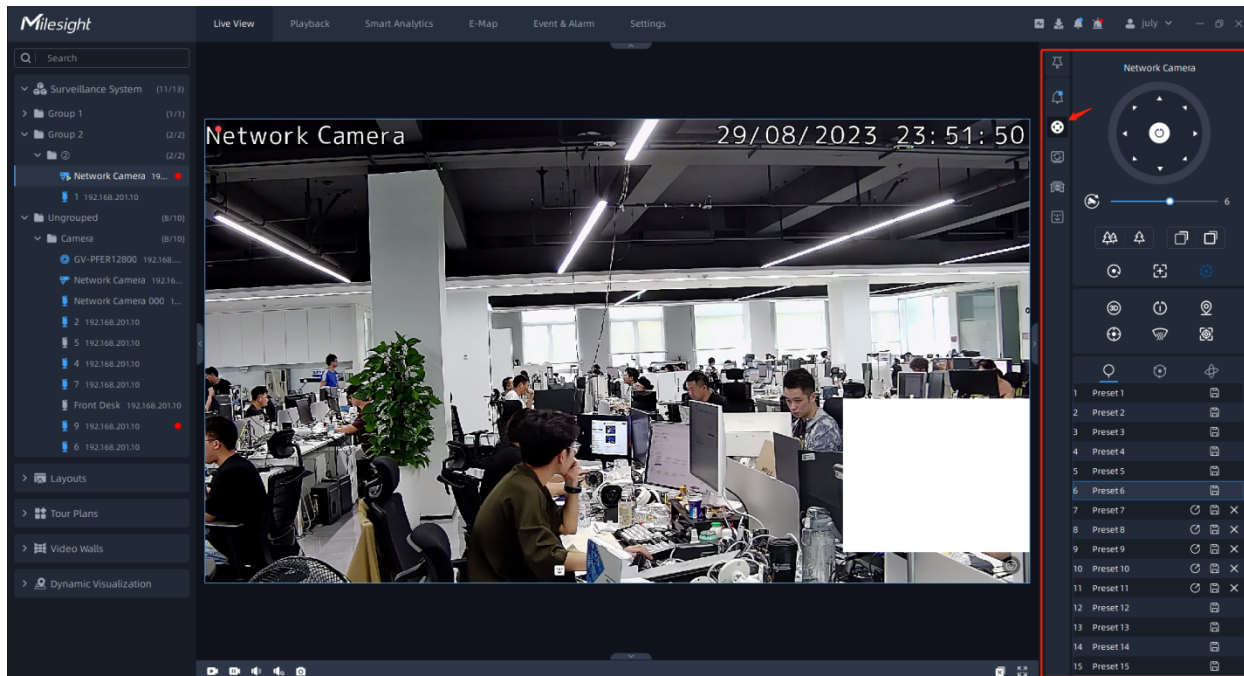 Milesight
Live View
Playback
Smart Analytics
E-Map
Event & Alarm
Settings
july
Search
Surveillance System (11/13)
Group 1 (1/1)
Group 2 (2/2)
② (2/2)
Network Camera 19...
1 192.168.201.10
Ungrouped (8/10)
Camera (8/10)
GV-PFER12800 192.168....
Network Camera 192.16...
Network Camera 000 1...
2 192.168.201.10
5 192.168.201.10
4 192.168.201.10
7 192.168.201.10
Front Desk 192.168.201.10
9 192.168.201.10
6 192.168.201.10
Layouts
Tour Plans
Video Walls
Dynamic Visualization
Network Camera
29/08/2023 23:51:50
Network Camera
6
3D
1 Preset 1
2 Preset 2
3 Preset 3
4 Preset 4
5 Preset 5
6 Preset 6
7 Preset 7
8 Preset 8
9 Preset 9
10 Preset 10
11 Preset 11
12 Preset 12
13 Preset 13
14 Preset 14
15 Preset 15